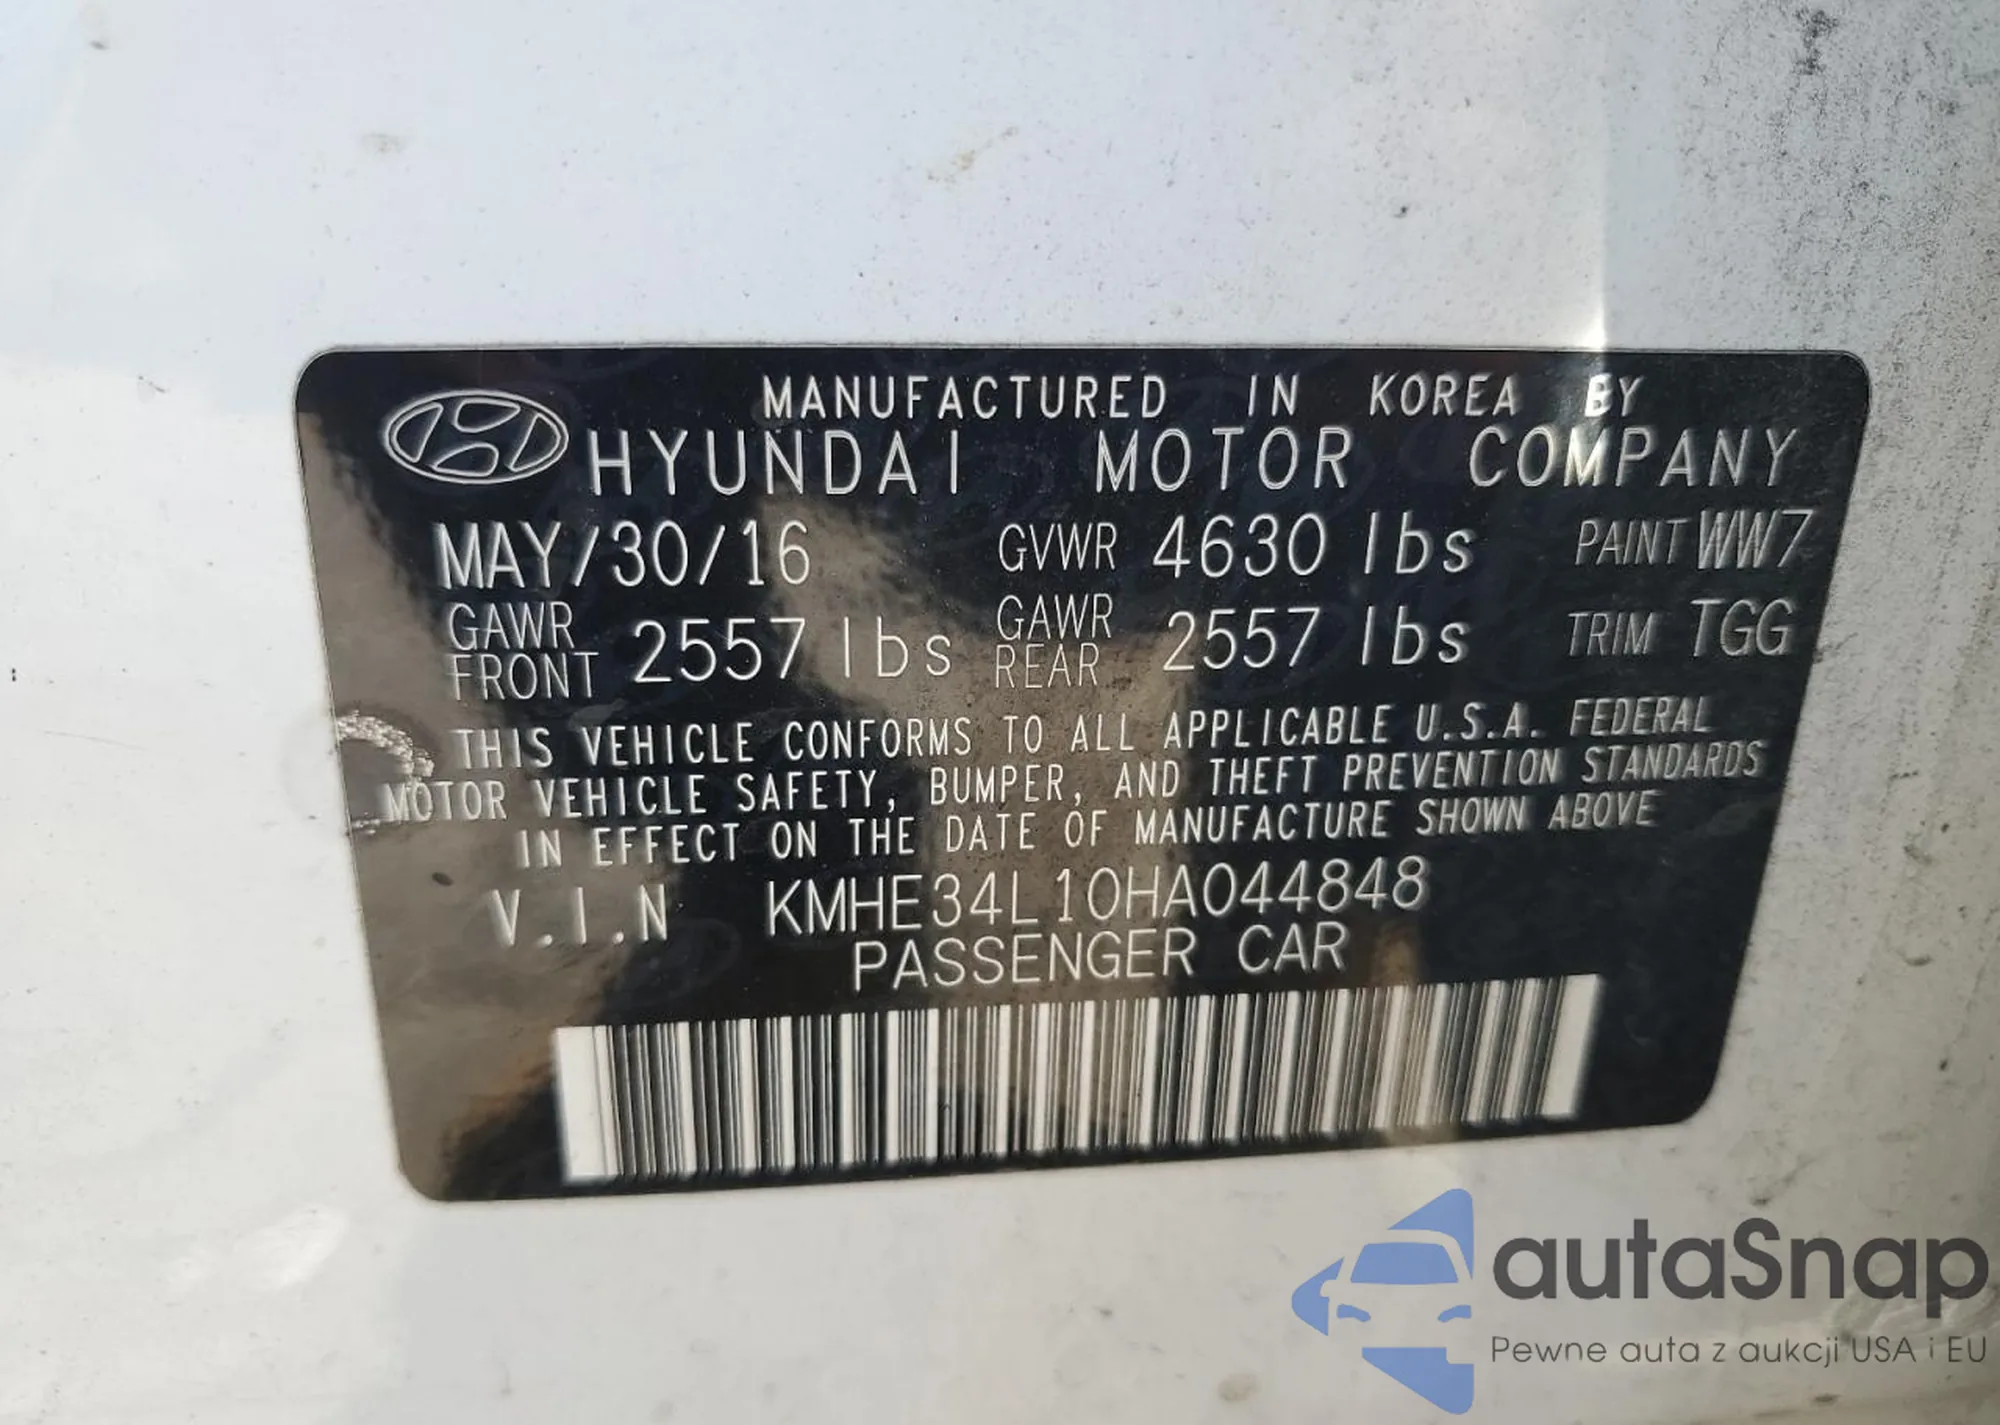 MANUFACTURED IN KOREA BY
HYUNDAI MOTOR COMPANY
MAY/30/16 GVWR 4630 lbs PAINT WW7
GAWR FRONT 2557 lbs GAWR REAR 2557 lbs TRIM TGG
THIS VEHICLE CONFORMS TO ALL APPLICABLE U.S.A. FEDERAL
MOTOR VEHICLE SAFETY, BUMPER, AND THEFT PREVENTION STANDARDS
IN EFFECT ON THE DATE OF MANUFACTURE SHOWN ABOVE
V.I.N KMHE34L10HA044848
PASSENGER CAR
autaSnap
Pewne auta z aukcji USA i EU